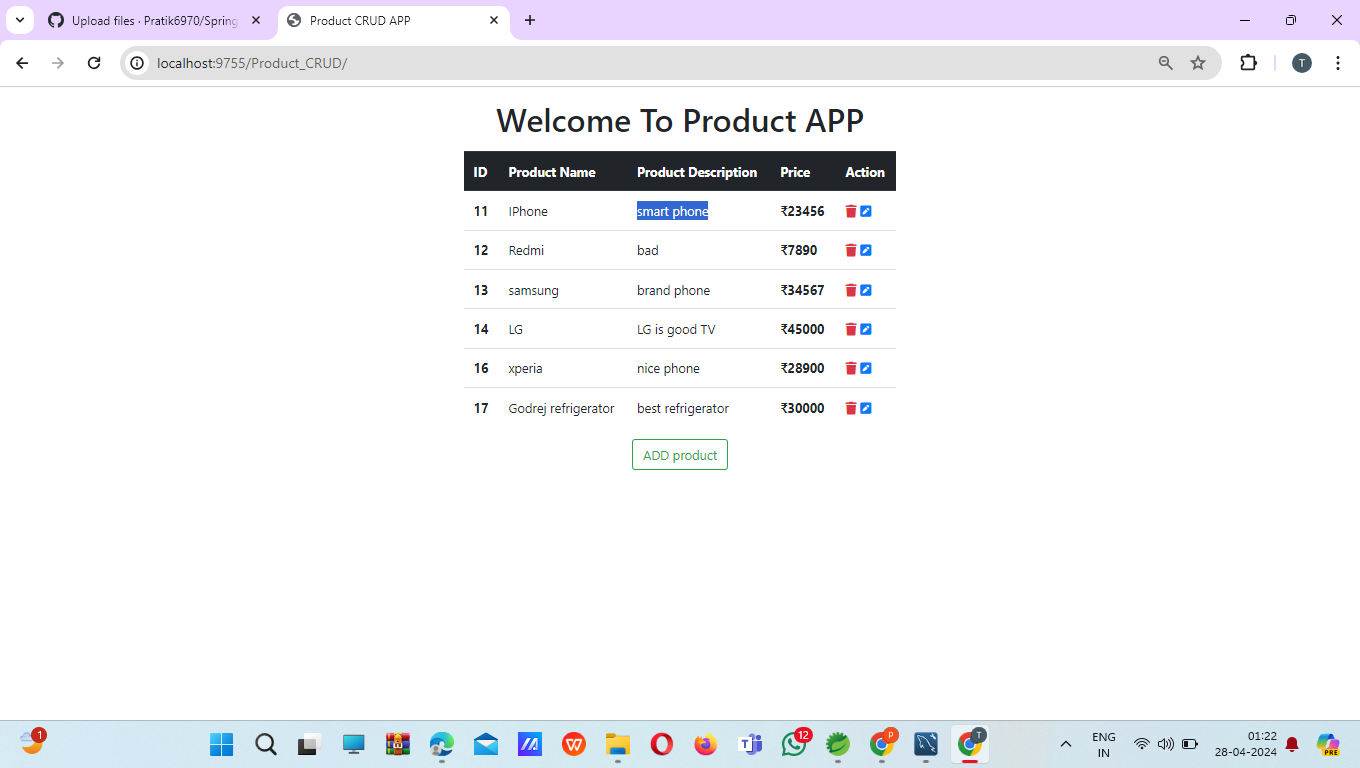 Upload files · Pratik6970/Spring
Product CRUD APP
localhost:9755/Product_CRUD/
T
Welcome To Product APP
ID Product Name Product Description Price Action
11 IPhone smart phone ₹23456
12 Redmi bad ₹7890
13 samsung brand phone ₹34567
14 LG LG is good TV ₹45000
16 xperia nice phone ₹28900
17 Godrej refrigerator best refrigerator ₹30000
ADD product
1
12
P
T
ENG
IN
01:22
28-04-2024
PRE